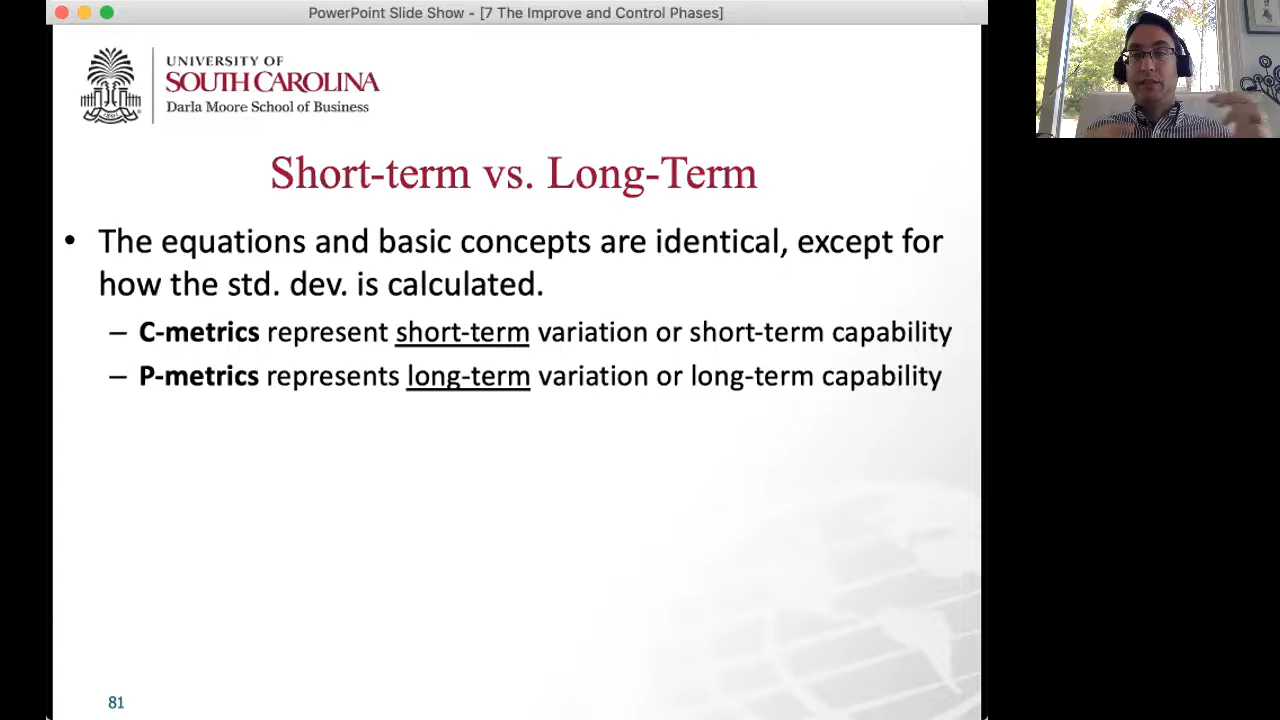 PowerPoint Slide Show - [7 The Improve and Control Phases]
UNIVERSITY OF
SOUTH CAROLINA
Darla Moore School of Business
Short-term vs. Long-Term
• The equations and basic concepts are identical, except for
how the std. dev. is calculated.
– C-metrics represent short-term variation or short-term capability
– P-metrics represents long-term variation or long-term capability
81